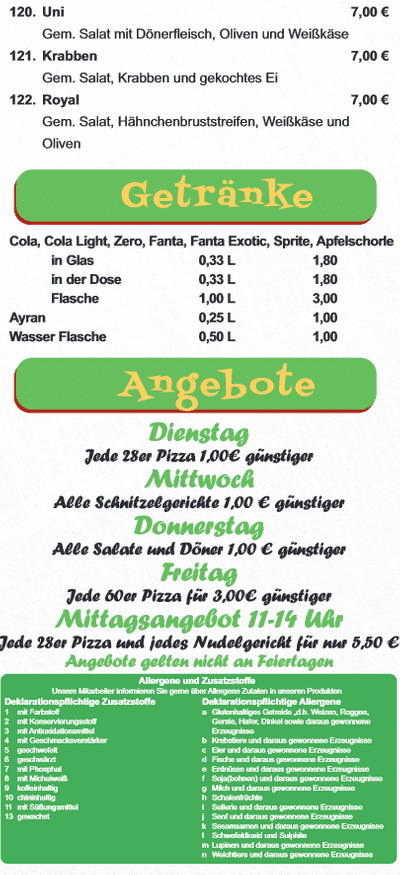 120. Uni 7,00 €
Gem. Salat mit Dönerfleisch, Oliven und Weißkäse
121. Krabben 7,00 €
Gem. Salat, Krabben und gekochtes Ei
122. Royal 7,00 €
Gem. Salat, Hähnchenbruststreifen, Weißkäse und
Oliven
Getränke
Cola, Cola Light, Zero, Fanta, Fanta Exotic, Sprite, Apfelschorle
in Glas 0,33 L 1,80
in der Dose 0,33 L 1,80
Flasche 1,00 L 3,00
Ayran 0,25 L 1,00
Wasser Flasche 0,50 L 1,00
Angebote
Dienstag
Jede 28er Pizza 1,00€ günstiger
Mittwoch
Alle Schnitzelgerichte 1,00 € günstiger
Donnerstag
Alle Salate und Döner 1,00 € günstiger
Freitag
Jede 60er Pizza für 3,00€ günstiger
Mittagsangebot 11-14 Uhr
Jede 28er Pizza und jedes Nudelgericht für nur 5,50 €
Angebote gelten nicht an Feiertagen
Allergene und Zusatzstoffe
Unsere Mitarbeiter informieren Sie gerne über Allergene Zutaten in unseren Produkten
Deklarationspflichtige Zusatzstoffe
1 mit Farbstoff
2 mit Konservierungsstoff
3 mit Antioxidationsmittel
4 mit Geschmacksverstärker
5 geschwefelt
6 geschwärzt
7 mit Phosphat
8 mit Milcheiweiß
9 koffeinhaltig
10 chininhaltig
11 mit Süßungsmittel
13 gewachst
Deklarationspflichtige Allergene
a Glutenhaltiges Getreide ,d.h. Weizen, Roggen,
Gerste, Hafer, Dinkel sowie daraus gewonnene
Erzeugnisse
b Krebstiere und daraus gewonnene Erzeugnisse
c Eier und daraus gewonnene Erzeugnisse
d Fische und daraus gewonnene Erzeugnisse
e Erdnüsse und daraus gewonnene Erzeugnisse
f Soja(bohnen) und daraus gewonnene Erzeugnisse
g Milch und daraus gewonnene Erzeugnisse
h Schalenfrüchte
i Sellerie und daraus gewonnene Erzeugnisse
j Senf und daraus gewonnene Erzeugnisse
k Sesamsamen und daraus gewonnene Erzeugnisse
l Schwefeldioxid und Sulphite
m Lupinen und daraus gewonnene Erzeugnisse
n Weichtiere und daraus gewonnene Erzeugnisse